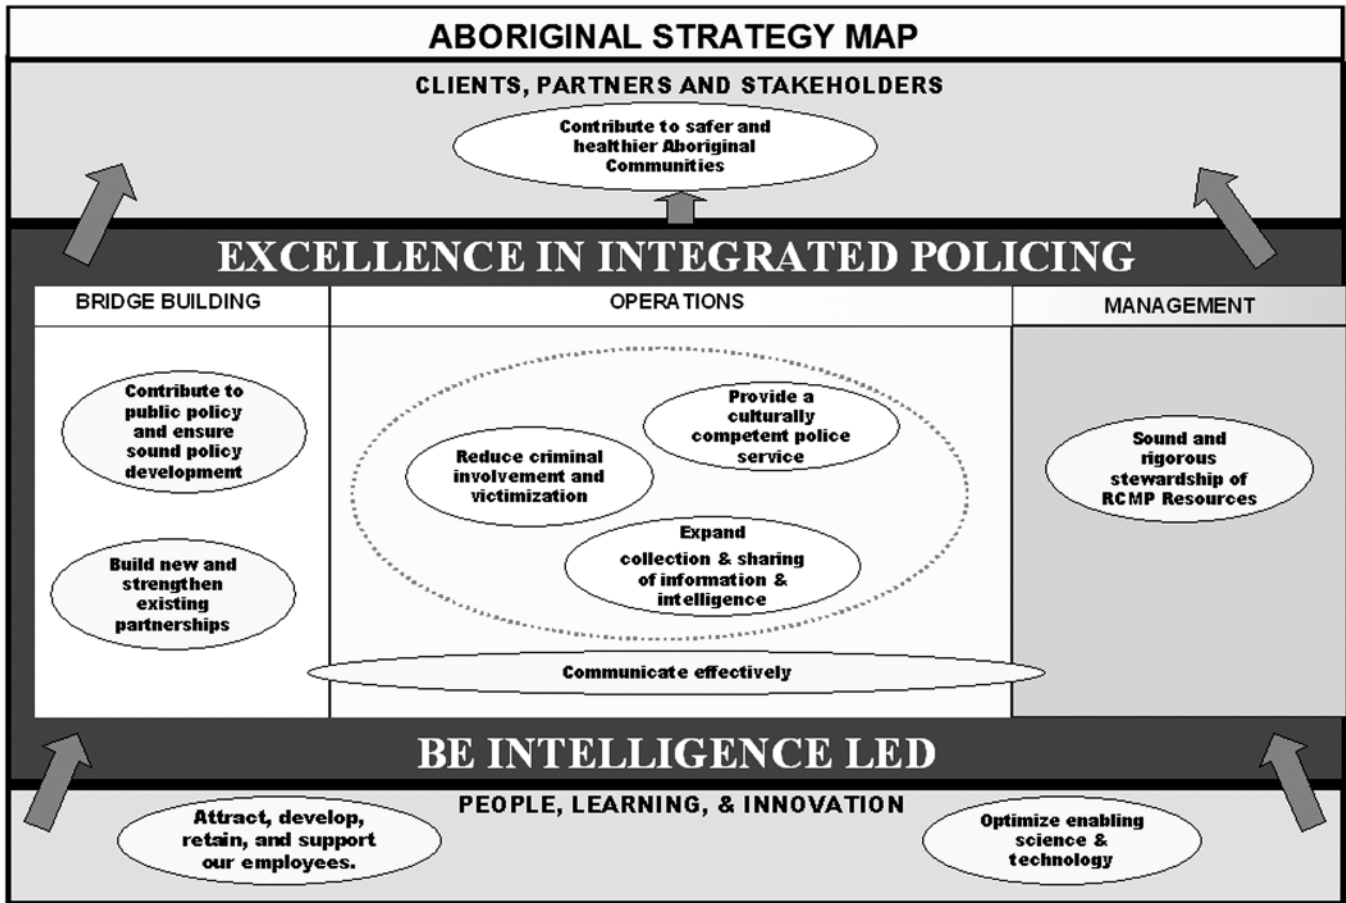 ABORIGINAL STRATEGY MAP
CLIENTS, PARTNERS AND STAKEHOLDERS
Contribute to safer and
healthier Aboriginal
Communities
EXCELLENCE IN INTEGRATED POLICING
BRIDGE BUILDING
OPERATIONS
MANAGEMENT
Contribute to
public policy
and ensure
sound policy
development
Build new and
strengthen
existing
partnerships
Reduce criminal
involvement and
victimization
Provide a
culturally
competent police
service
Expand
collection & sharing
of information &
intelligence
Sound and
rigorous
stewardship of
RCMP Resources
Communicate effectively
BE INTELLIGENCE LED
PEOPLE, LEARNING, & INNOVATION
Attract, develop,
retain, and support
our employees.
Optimize enabling
science &
technology